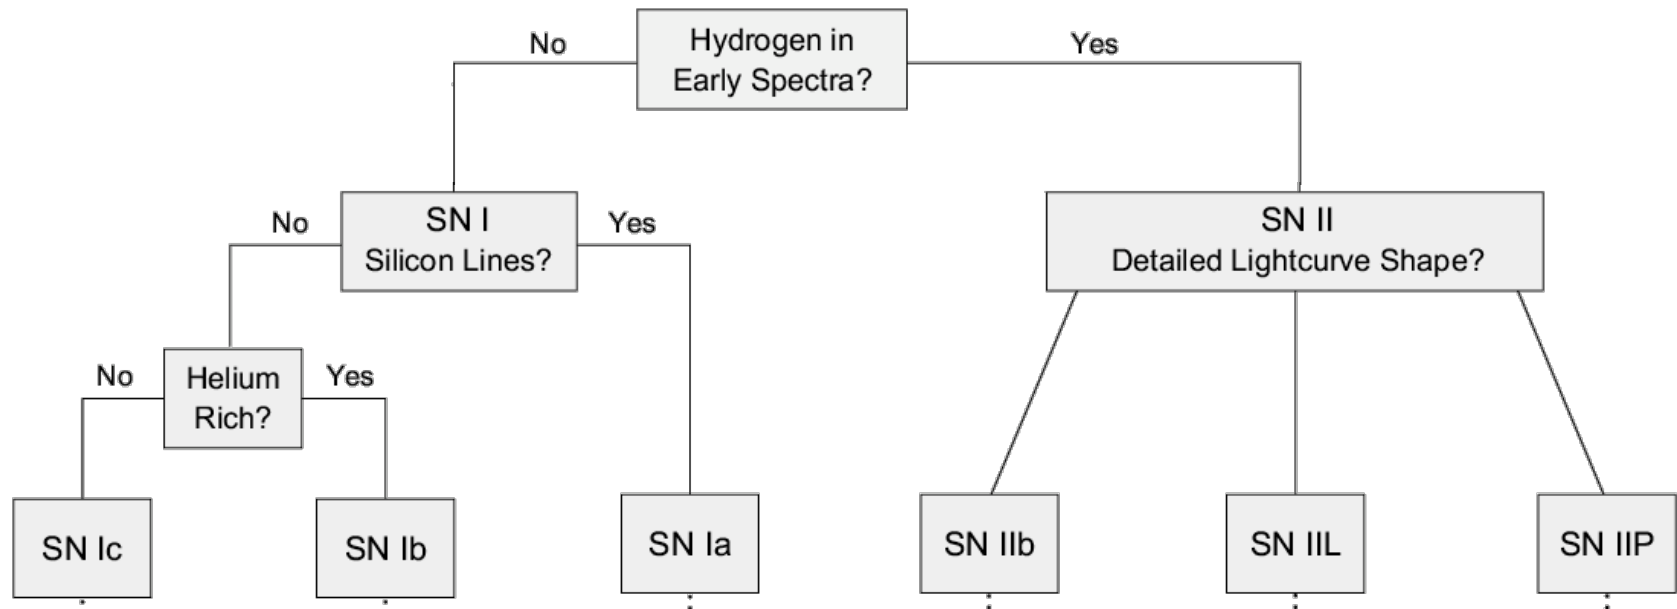 No
Hydrogen in
Early Spectra?
Yes
No
SN I
Silicon Lines?
Yes
SN II
Detailed Lightcurve Shape?
No
Helium
Rich?
Yes
SN Ic
SN Ib
SN Ia
SN IIb
SN IIL
SN IIP